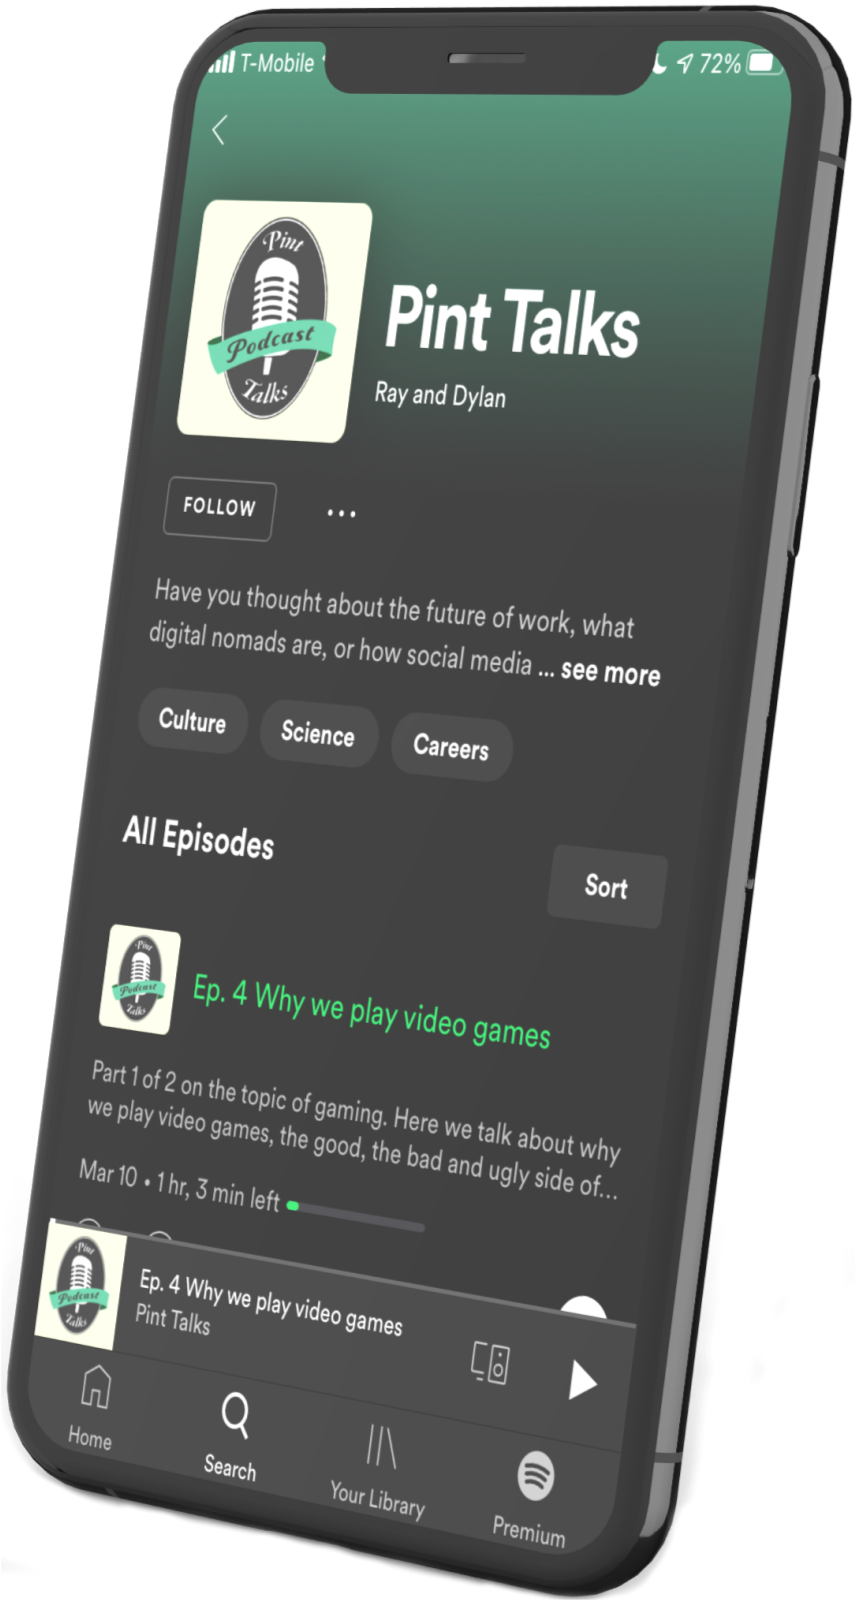 T-Mobile
72%
Pint
Podcast
Talks
Pint Talks
Ray and Dylan
FOLLOW
Have you thought about the future of work, what
digital nomads are, or how social media ... see more
Culture Science Careers
All Episodes
Sort
Pint
Podcast
Talks
Ep. 4 Why we play video games
Part 1 of 2 on the topic of gaming. Here we talk about why
we play video games, the good, the bad and ugly side of...
Mar 10 • 1 hr, 3 min left
Pint
Podcast
Talks
Ep. 4 Why we play video games
Pint Talks
Home Search Your Library Premium